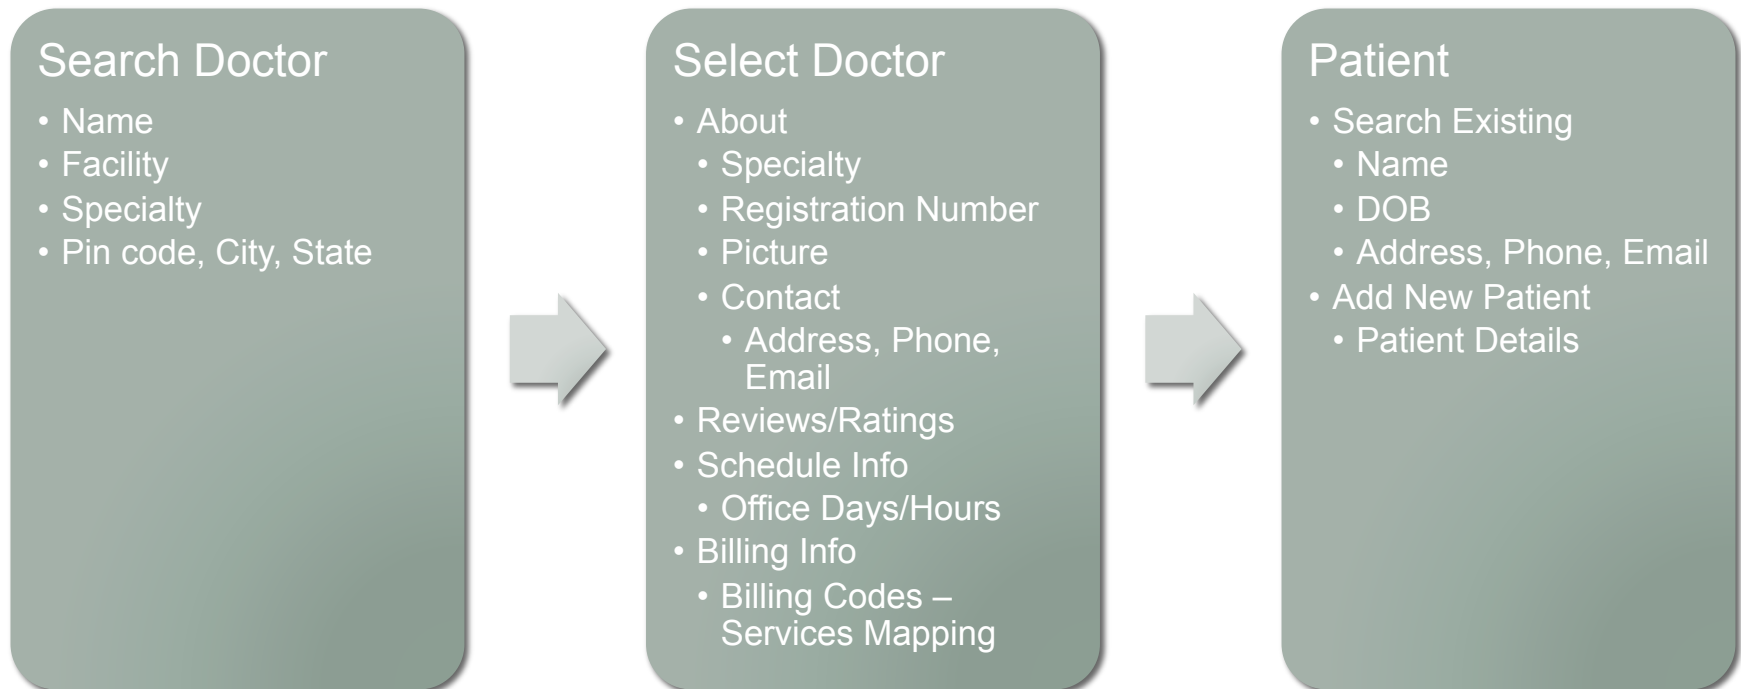 Search Doctor
• Name
• Facility
• Specialty
• Pin code, City, State
Select Doctor
• About
• Specialty
• Registration Number
• Picture
• Contact
• Address, Phone,
Email
• Reviews/Ratings
• Schedule Info
• Office Days/Hours
• Billing Info
• Billing Codes –
Services Mapping
Patient
• Search Existing
• Name
• DOB
• Address, Phone, Email
• Add New Patient
• Patient Details